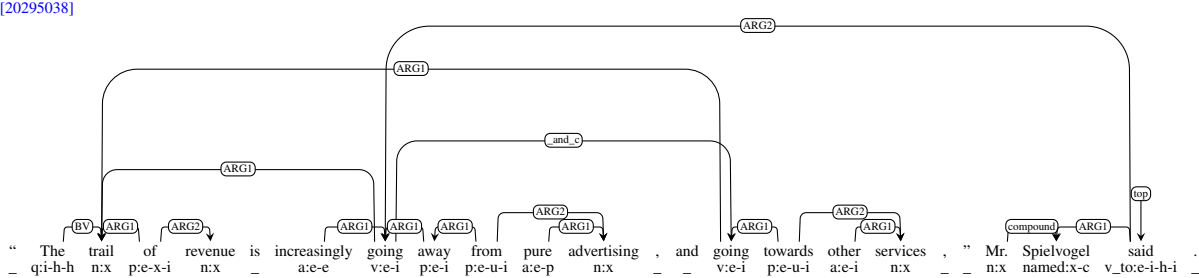 [20295038]
ARG2
ARG1
_and_c
ARG1
top
ARG2 ARG2
BV ARG1 ARG2 ARG1 ARG1 ARG1 ARG1 ARG1 ARG1 compound ARG1
“ The trail of revenue is increasingly going away from pure advertising , and going towards other services , ” Mr. Spielvogel said .
_ q:i-h-h n:x p:e-x-i n:x _ a:e-e v:e-i p:e-i p:e-u-i a:e-p n:x _ _ v:e-i p:e-u-i a:e-i n:x _ _ n:x named:x-c v_to:e-i-h-i _